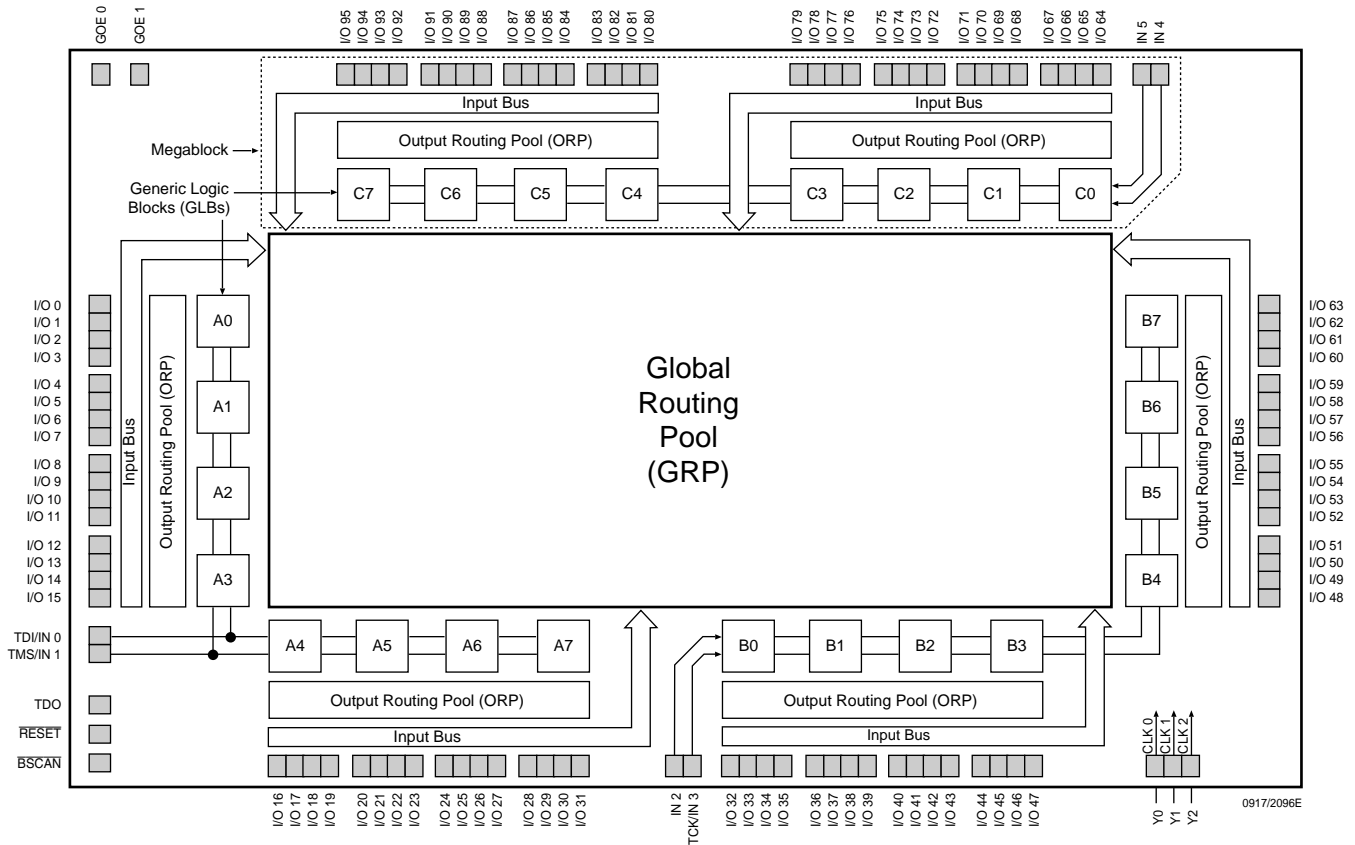 GOE 0
GOE 1
I/O 95
I/O 94
I/O 93
I/O 92
I/O 91
I/O 90
I/O 89
I/O 88
I/O 87
I/O 86
I/O 85
I/O 84
I/O 83
I/O 82
I/O 81
I/O 80
I/O 79
I/O 78
I/O 77
I/O 76
I/O 75
I/O 74
I/O 73
I/O 72
I/O 71
I/O 70
I/O 69
I/O 68
I/O 67
I/O 66
I/O 65
I/O 64
IN 5
IN 4
Input Bus
Input Bus
Output Routing Pool (ORP)
Output Routing Pool (ORP)
Megablock
Generic Logic
Blocks (GLBs)
C7
C6
C5
C4
C3
C2
C1
C0
I/O 0
I/O 1
I/O 2
I/O 3
I/O 4
I/O 5
I/O 6
I/O 7
I/O 8
I/O 9
I/O 10
I/O 11
I/O 12
I/O 13
I/O 14
I/O 15
Input Bus
Output Routing Pool (ORP)
A0
A1
A2
A3
Global
Routing
Pool
(GRP)
B7
B6
B5
B4
Output Routing Pool (ORP)
Input Bus
I/O 63
I/O 62
I/O 61
I/O 60
I/O 59
I/O 58
I/O 57
I/O 56
I/O 55
I/O 54
I/O 53
I/O 52
I/O 51
I/O 50
I/O 49
I/O 48
TDI/IN 0
TMS/IN 1
TDO
RESET
BSCAN
A4
A5
A6
A7
B0
B1
B2
B3
Output Routing Pool (ORP)
Output Routing Pool (ORP)
Input Bus
Input Bus
CLK 0
CLK 1
CLK 2
I/O 16
I/O 17
I/O 18
I/O 19
I/O 20
I/O 21
I/O 22
I/O 23
I/O 24
I/O 25
I/O 26
I/O 27
I/O 28
I/O 29
I/O 30
I/O 31
IN 2
TCK/IN 3
I/O 32
I/O 33
I/O 34
I/O 35
I/O 36
I/O 37
I/O 38
I/O 39
I/O 40
I/O 41
I/O 42
I/O 43
I/O 44
I/O 45
I/O 46
I/O 47
Y0
Y1
Y2
0917/2096E